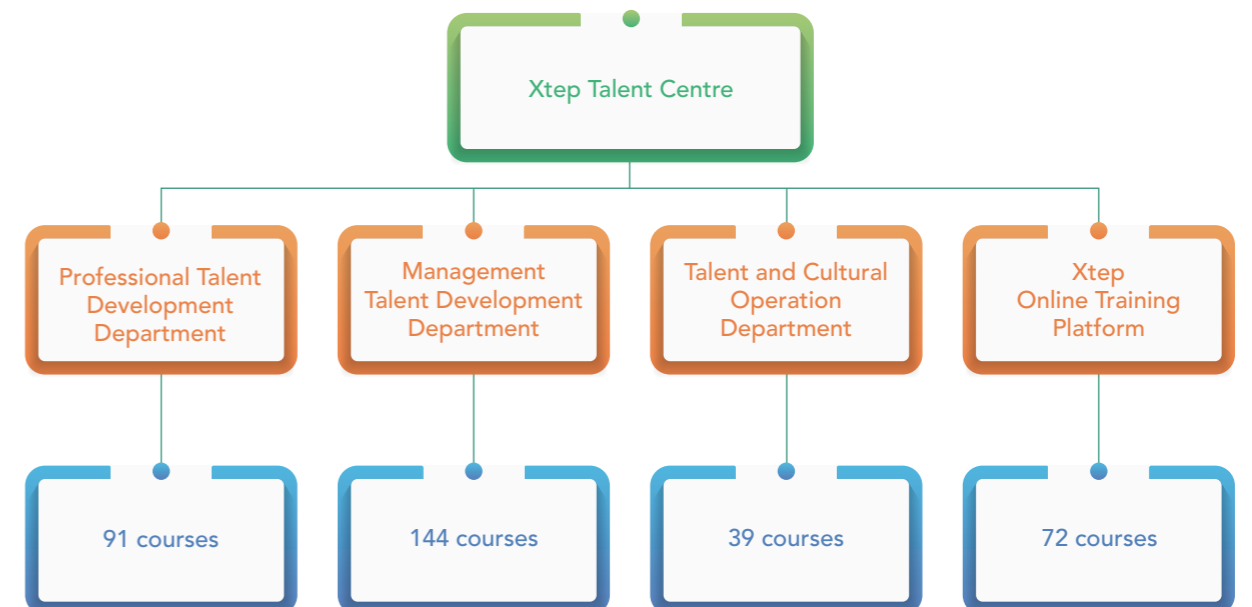 Xtep Talent Centre
Professional Talent
Development
Department
Management
Talent Development
Department
Talent and Cultural
Operation
Department
Xtep
Online Training
Platform
91 courses
144 courses
39 courses
72 courses